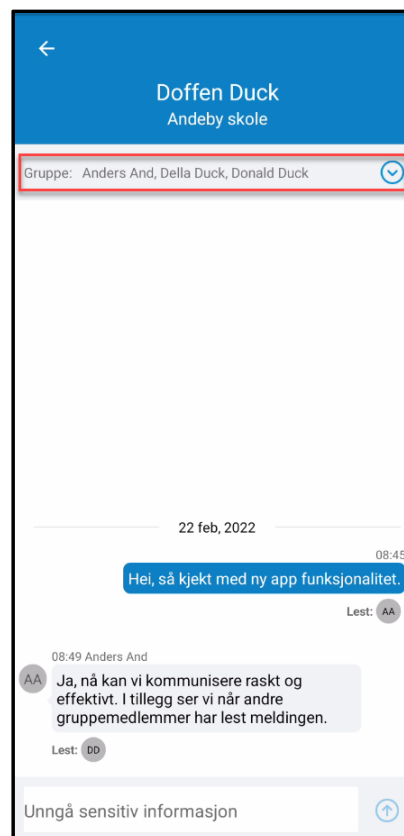 Doffen Duck
Andeby skole
Gruppe: Anders And, Della Duck, Donald Duck
22 feb, 2022
08:45
Hei, så kjekt med ny app funksjonalitet.
Lest: AA
08:49 Anders And
AA
Ja, nå kan vi kommunisere raskt og
effektivt. I tillegg ser vi når andre
gruppemedlemmer har lest meldingen.
Lest: DD
Unngå sensitiv informasjon